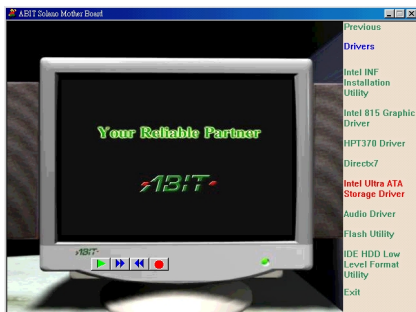 ABIT Solano Mother Board
Your Reliable Partner
ABIT
ABIT
Previous
Drivers
Intel INF
Installation
Utility
Intel 815 Graphic
Driver
HPT370 Driver
Directx7
Intel Ultra ATA
Storage Driver
Audio Driver
Flash Utility
IDE HDD Low
Level Format
Utility
Exit